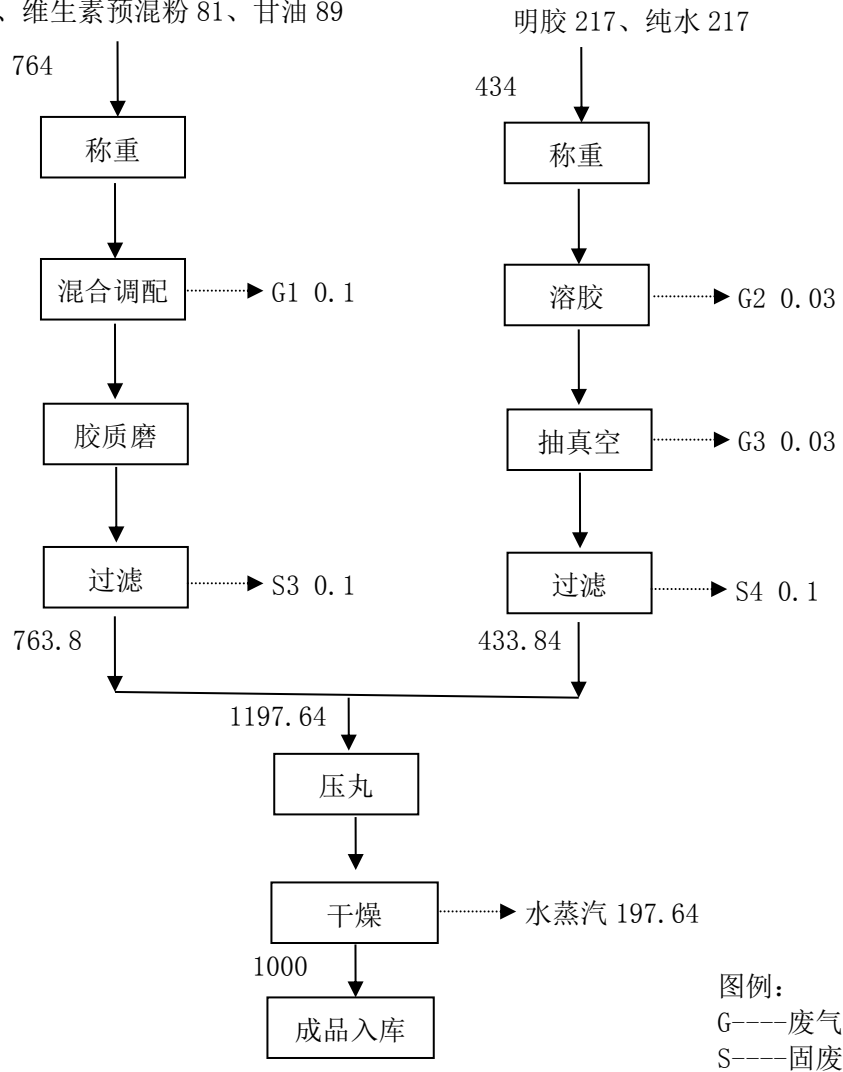 、维生素预混粉 81、甘油 89
明胶 217、纯水 217
764
434
称重
称重
混合调配
G1 0.1
溶胶
G2 0.03
胶质磨
抽真空
G3 0.03
过滤
S3 0.1
过滤
S4 0.1
763.8
433.84
1197.64
压丸
干燥
水蒸汽 197.64
1000
成品入库
图例：
G----废气
S----固废